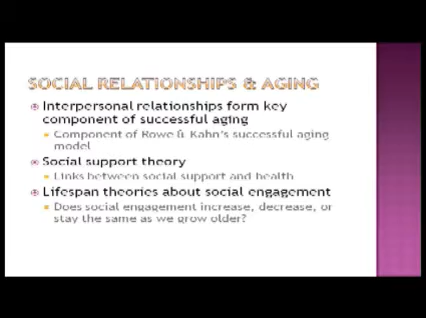 SOCIAL RELATIONSHIPS & AGING
Interpersonal relationships form key
component of successful aging
Component of Rowe & Kahn's successful aging
model
Social support theory
Links between social support and health
Lifespan theories about social engagement
Does social engagement increase, decrease, or
stay the same as we grow older?